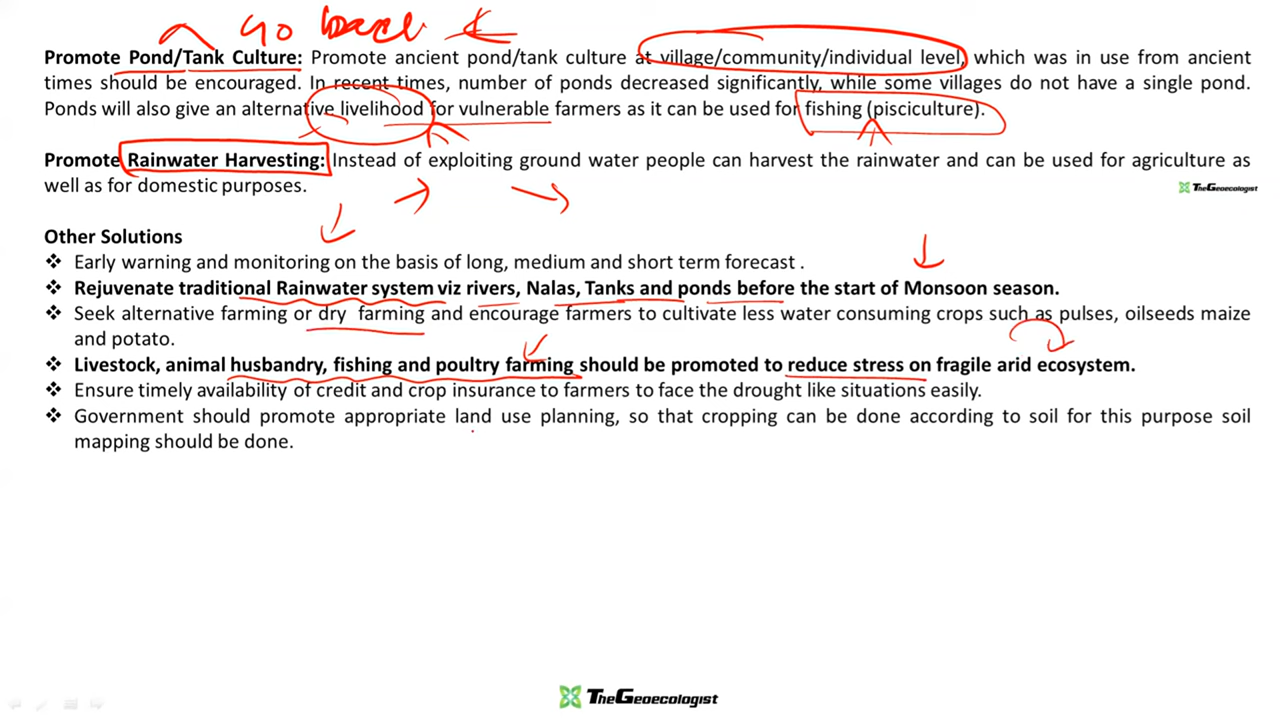 go back
Promote Pond/Tank Culture: Promote ancient pond/tank culture at village/community/individual level, which was in use from ancient
times should be encouraged. In recent times, number of ponds decreased significantly, while some villages do not have a single pond.
Ponds will also give an alternative livelihood for vulnerable farmers as it can be used for fishing (pisciculture).
Promote Rainwater Harvesting: Instead of exploiting ground water people can harvest the rainwater and can be used for agriculture as
well as for domestic purposes.
TheGeoecologist
Other Solutions
❖ Early warning and monitoring on the basis of long, medium and short term forecast .
❖ Rejuvenate traditional Rainwater system viz rivers, Nalas, Tanks and ponds before the start of Monsoon season.
❖ Seek alternative farming or dry farming and encourage farmers to cultivate less water consuming crops such as pulses, oilseeds maize
and potato.
❖ Livestock, animal husbandry, fishing and poultry farming should be promoted to reduce stress on fragile arid ecosystem.
❖ Ensure timely availability of credit and crop insurance to farmers to face the drought like situations easily.
❖ Government should promote appropriate land use planning, so that cropping can be done according to soil for this purpose soil
mapping should be done.
TheGeoecologist